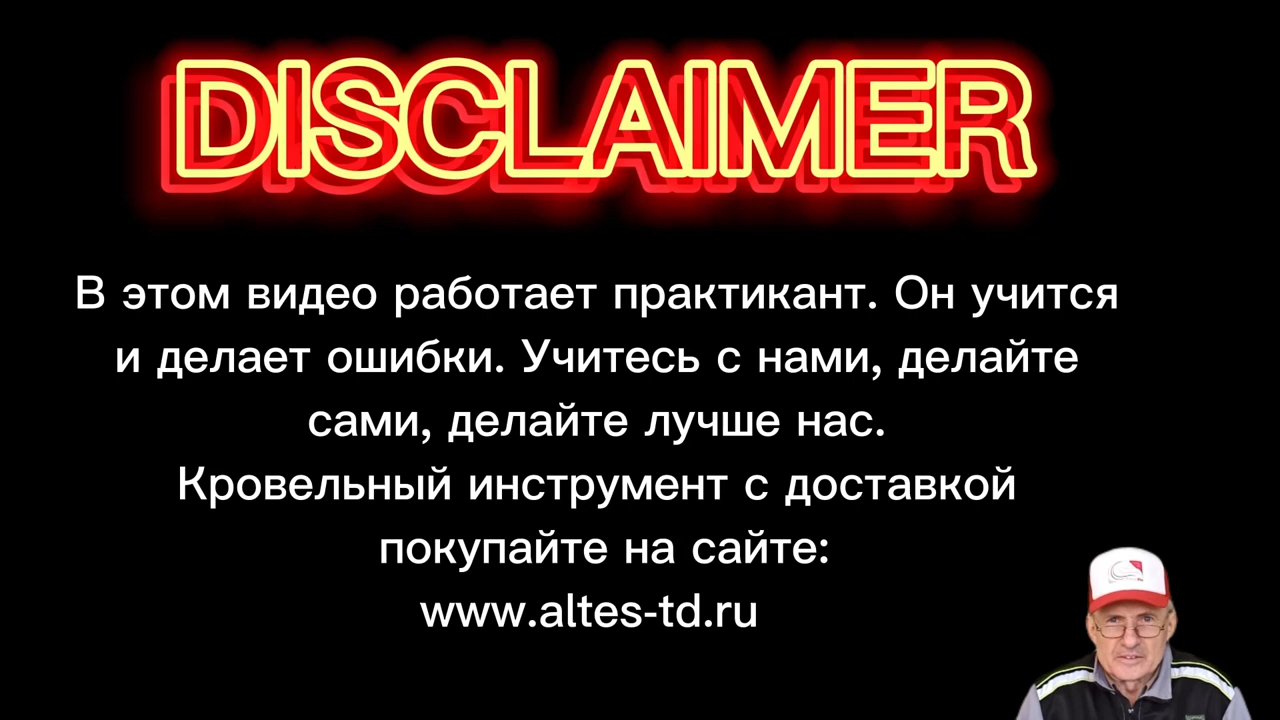 DISCLAIMER
В этом видео работает практикант. Он учится
и делает ошибки. Учитесь с нами, делайте
сами, делайте лучше нас.
Кровельный инструмент с доставкой
покупайте на сайте:
www.altes-td.ru